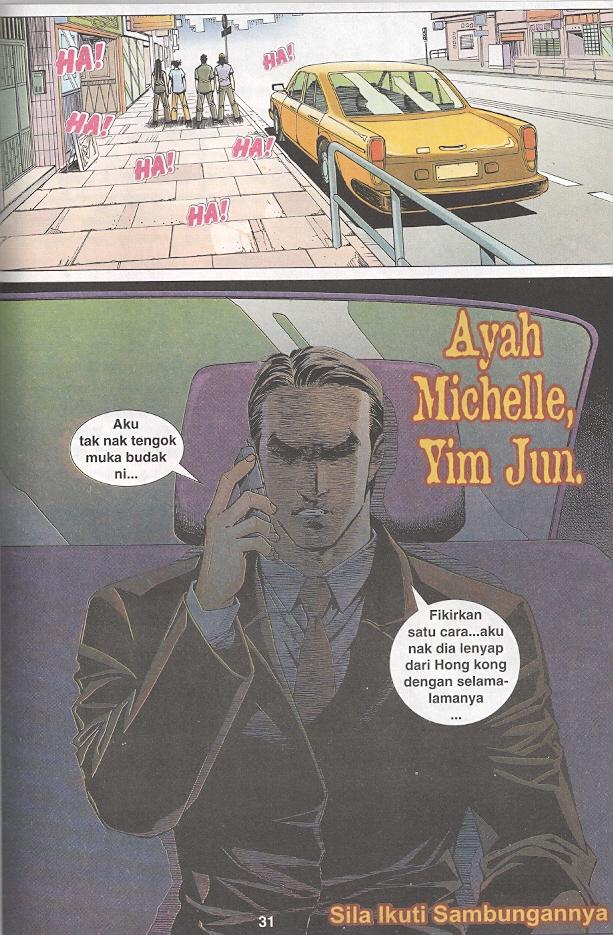 HA!
HA!
HA!
HA!
HA!
HA!
Ayah
Michelle,
Yim Jun.
Aku
tak nak tengok
muka budak
ni...
Fikirkan
satu cara...aku
nak dia lenyap
dari Hong kong
dengan selama-
lamanya
...
31
Sila Ikuti Sambungannya